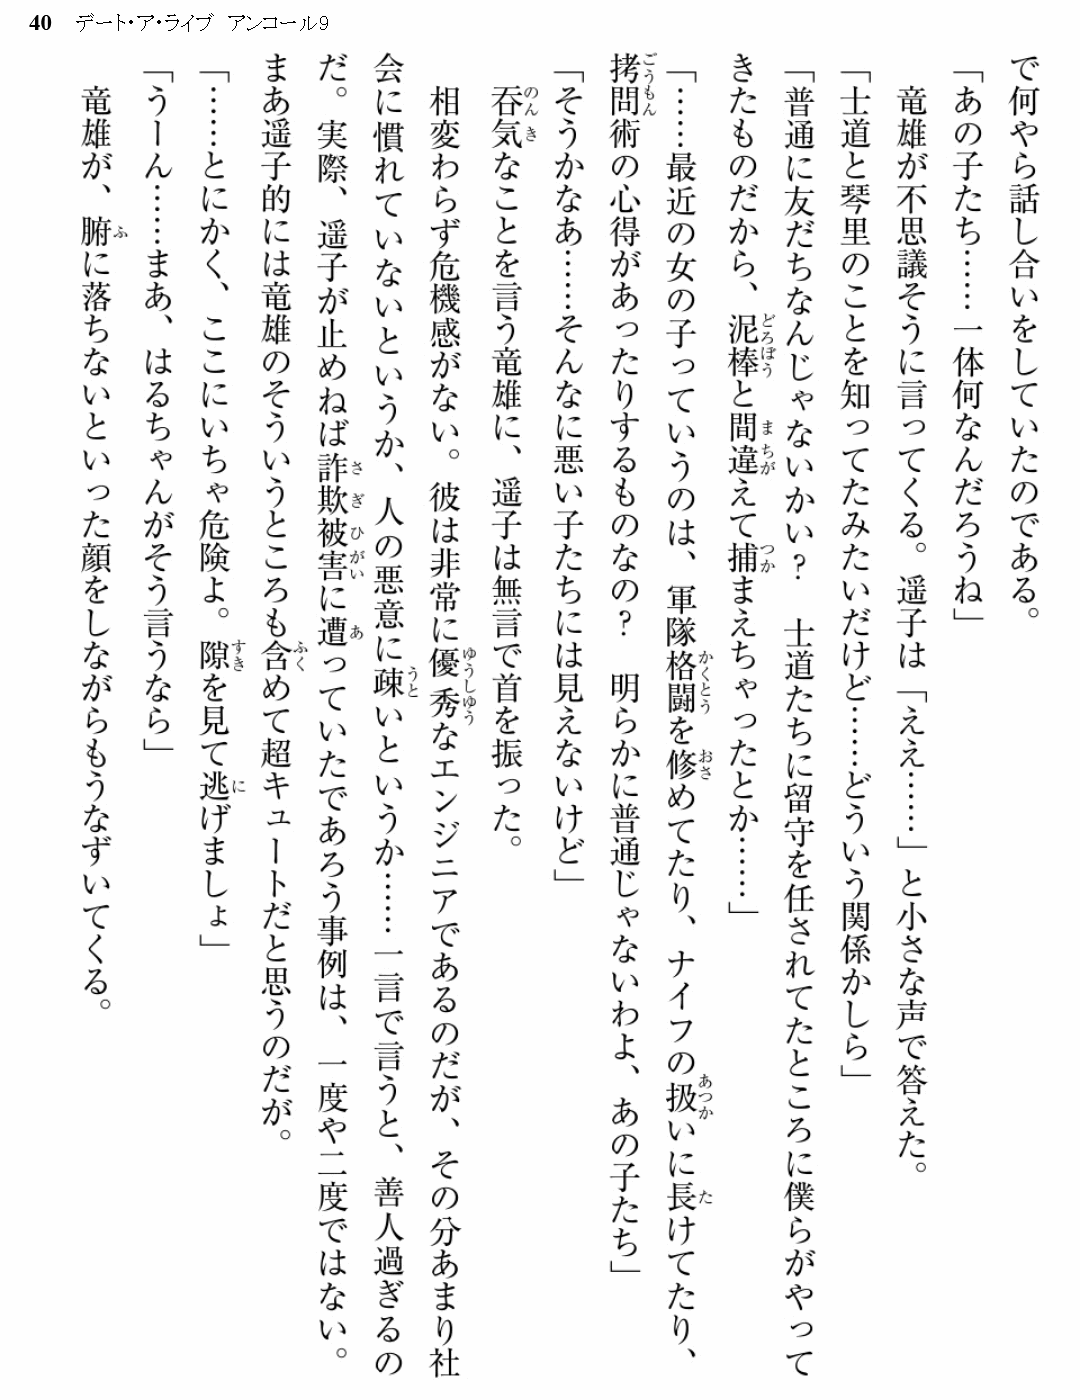 40 デート・ア・ライブ アンコール9
で何やら話し合いをしていたのである。
「あの子たち……一体何なんだろうね」
竜雄が不思議そうに言ってくる。遥子は「ええ……」と小さな声で答えた。
「士道と琴里のことを知ってたみたいだけど……どういう関係かしら」
「普通に友だちなんじゃないかい？　士道たちに留守を任されてたところに僕らがやって
きたものだから、泥棒と間違えて捕まえちゃったとか……」
「……最近の女の子っていうのは、軍隊格闘を修めてたり、ナイフの扱いに長けてたり、
拷問術の心得があったりするものなの？　明らかに普通じゃないわよ、あの子たち」
「そうかなあ……そんなに悪い子たちには見えないけど」
呑気なことを言う竜雄に、遥子は無言で首を振った。
相変わらず危機感がない。彼は非常に優秀なエンジニアであるのだが、その分あまり社
会に慣れていないというか、人の悪意に疎いというか……一言で言うと、善人過ぎるの
だ。実際、遥子が止めねば詐欺被害に遭っていたであろう事例は、一度や二度ではない。
まあ遥子的には竜雄のそういうところも含めて超キュートだと思うのだが。
「……とにかく、ここにいちゃ危険よ。隙を見て逃げましょ」
「うーん……まあ、はるちゃんがそう言うなら」
竜雄が、腑に落ちないといった顔をしながらもうなずいてくる。